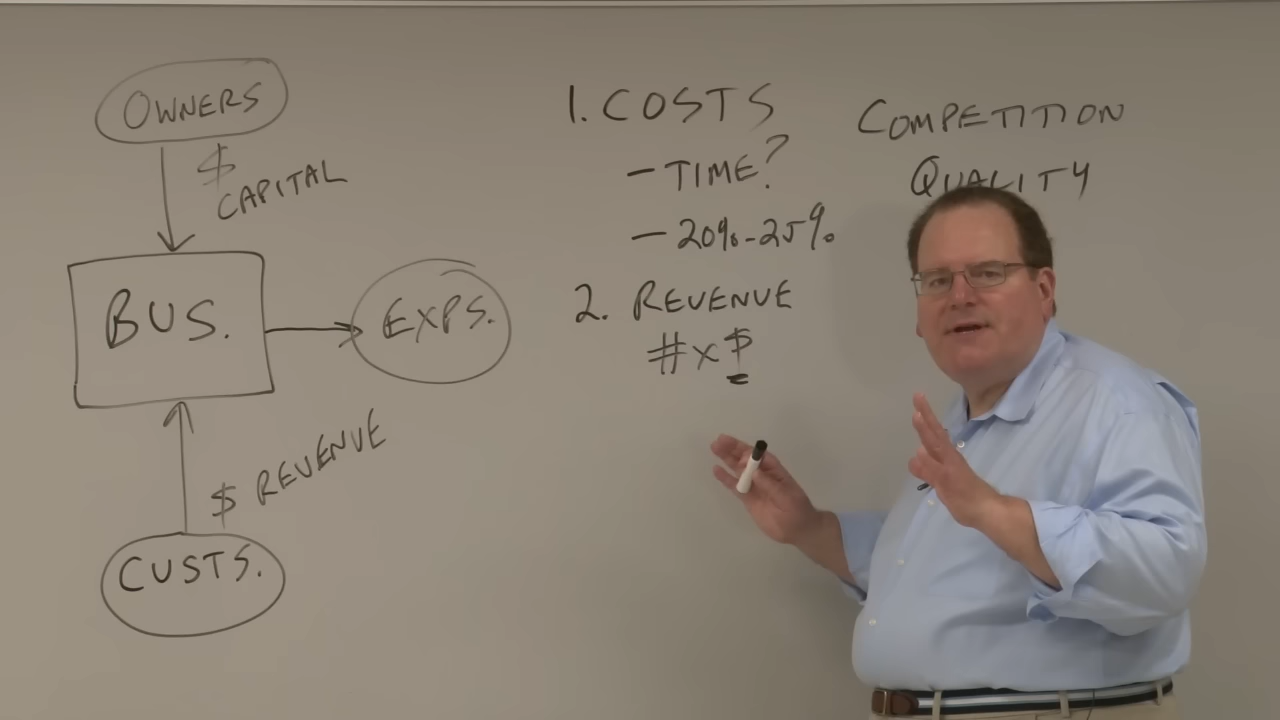 OWNERS
$
CAPITAL
BUS.
EXPS.
$ REVENUE
CUSTS.
1. COSTS
- TIME?
- 20%-25%
2. REVENUE
# x $
COMPETITION
QUALITY